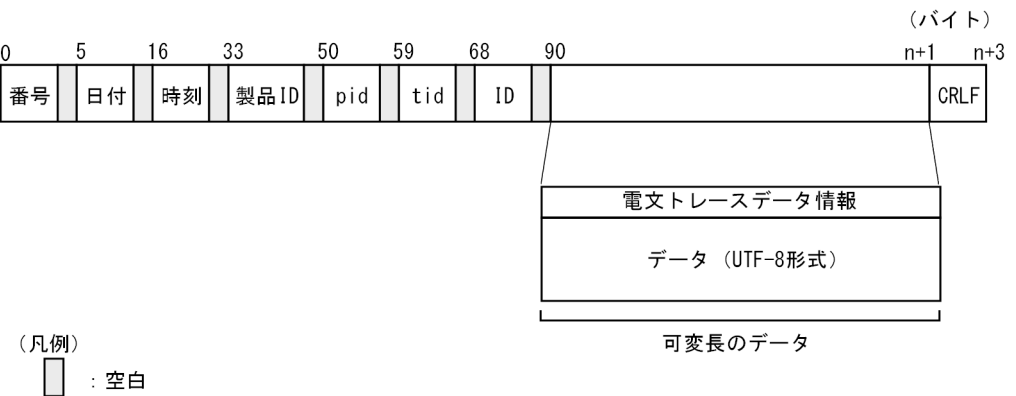 （バイト）
0 5 16 33 50 59 68 90 n+1 n+3
番号 日付 時刻 製品ID pid tid ID CRLF
電文トレースデータ情報
データ（UTF-8形式）
可変長のデータ
（凡例）
：空白